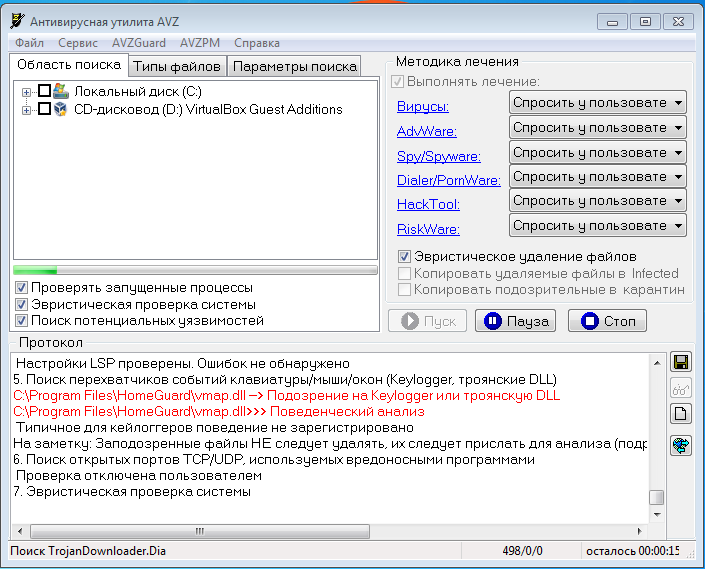 Антивирусная утилита AVZ
Файл Сервис AVZGuard AVZPM Справка
Область поиска Типы файлов Параметры поиска
Локальный диск (C:)
CD-дисковод (D:) VirtualBox Guest Additions
Проверять запущенные процессы
Эвристическая проверка системы
Поиск потенциальных уязвимостей
Методика лечения
Выполнять лечение:
Вирусы: Спросить у пользовате
AdvWare: Спросить у пользовате
Spy/Spyware: Спросить у пользовате
Dialer/PornWare: Спросить у пользовате
HackTool: Спросить у пользовате
RiskWare: Спросить у пользовате
Эвристическое удаление файлов
Копировать удаляемые файлы в Infected
Копировать подозрительные в карантин
Пуск Пауза Стоп
Протокол
Настройки LSP проверены. Ошибок не обнаружено
5. Поиск перехватчиков событий клавиатуры/мыши/окон (Keylogger, троянские DLL)
C:\Program Files\HomeGuard\vmap.dll --> Подозрение на Keylogger или троянскую DLL
C:\Program Files\HomeGuard\vmap.dll>>> Поведенческий анализ
Типичное для кейлоггеров поведение не зарегистрировано
На заметку: Заподозренные файлы НЕ следует удалять, их следует прислать для анализа (подр
6. Поиск открытых портов TCP/UDP, используемых вредоносными программами
Проверка отключена пользователем
7. Эвристическая проверка системы
Поиск TrojanDownloader.Dia 498/0/0 осталось 00:00:15